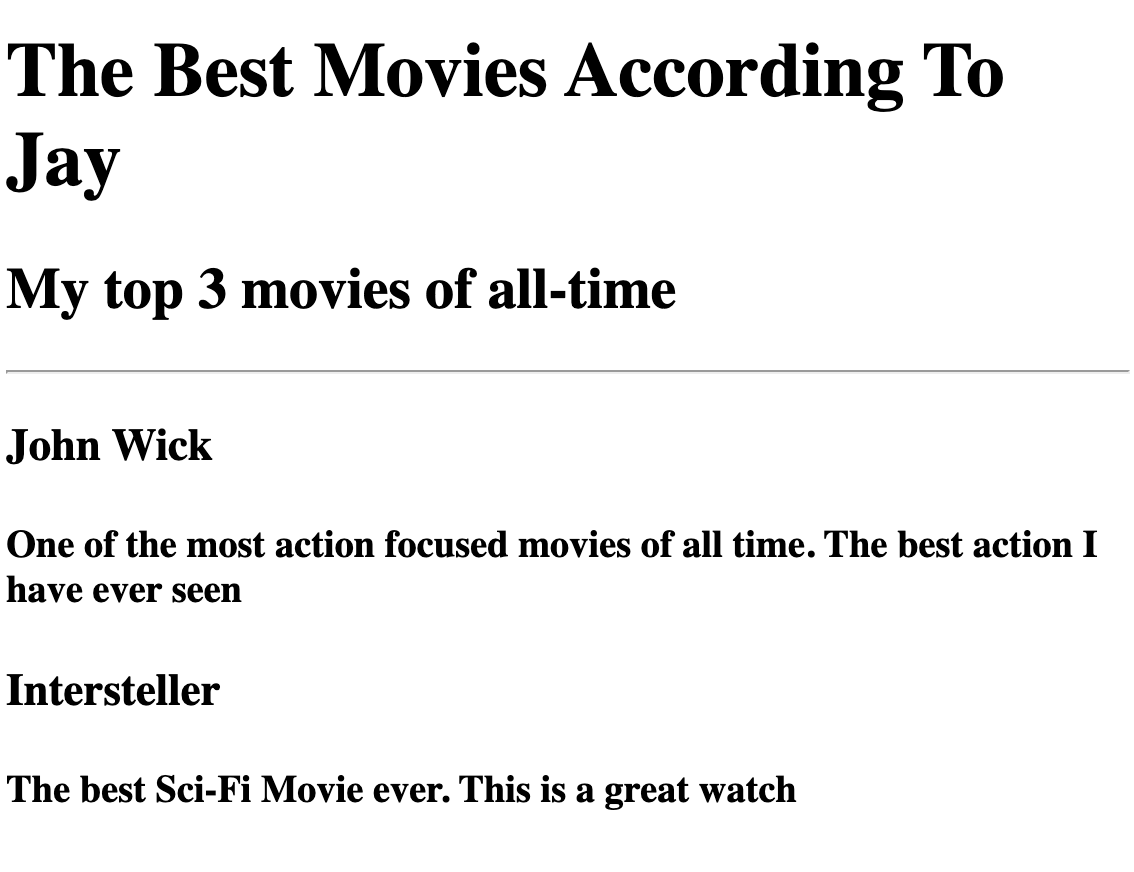 The Best Movies According To
Jay
My top 3 movies of all-time
John Wick
One of the most action focused movies of all time. The best action I
have ever seen
Intersteller
The best Sci-Fi Movie ever. This is a great watch